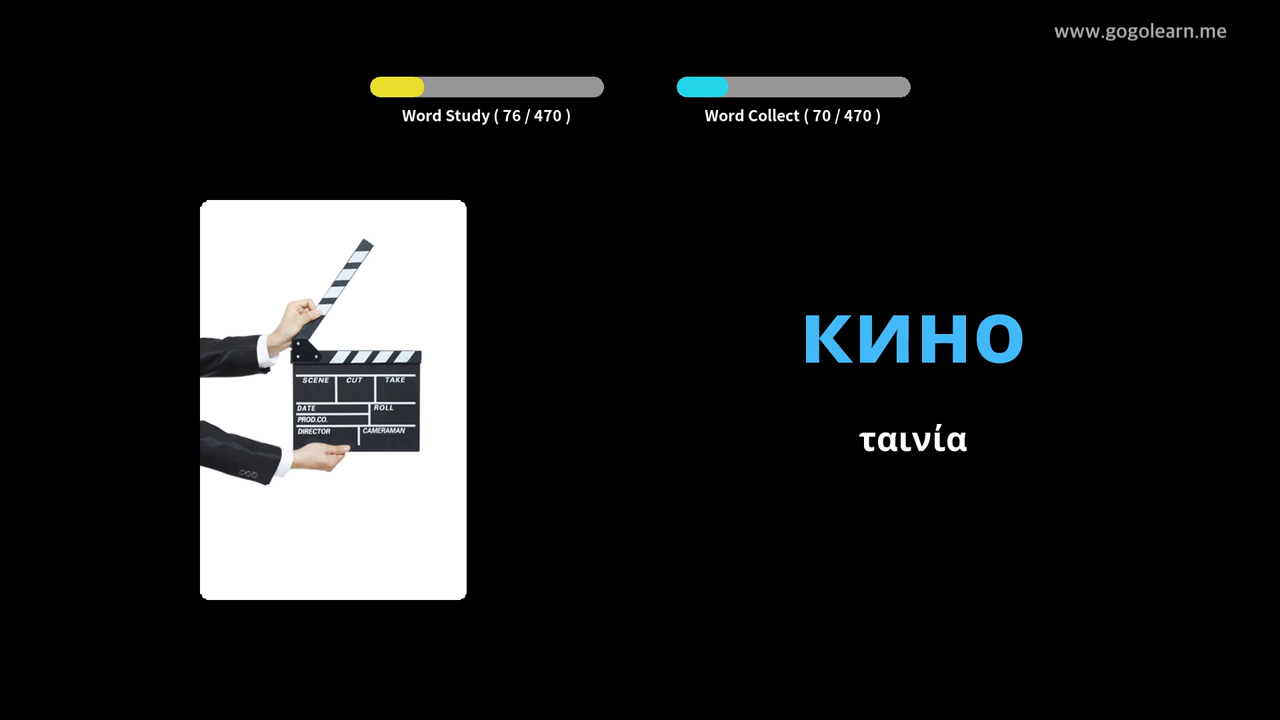 www.gogolearn.me
Word Study ( 76 / 470 )
Word Collect ( 70 / 470 )
SCENE CUT TAKE
DATE ROLL
PROD.CO.
DIRECTOR CAMERAMAN
кино
ταινία